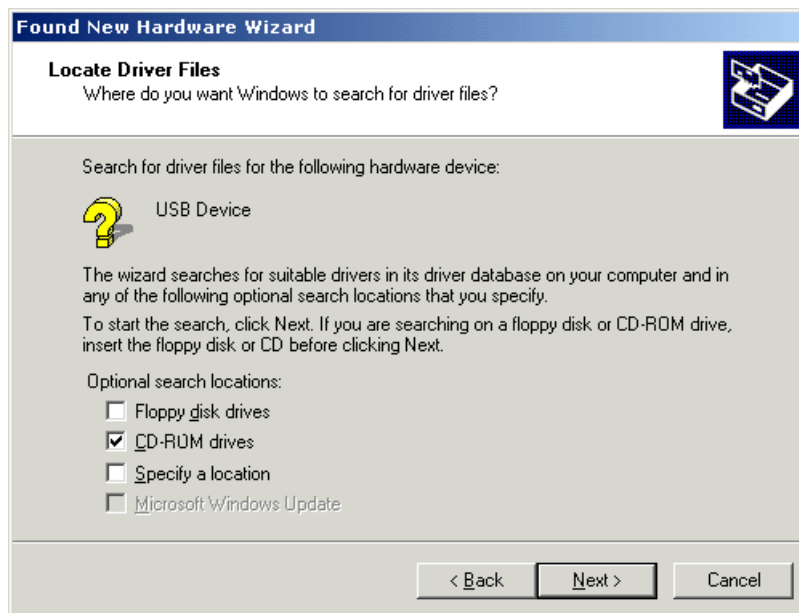 Found New Hardware Wizard
Locate Driver Files
Where do you want Windows to search for driver files?
Search for driver files for the following hardware device:
USB Device
The wizard searches for suitable drivers in its driver database on your computer and in
any of the following optional search locations that you specify.
To start the search, click Next. If you are searching on a floppy disk or CD-ROM drive,
insert the floppy disk or CD before clicking Next.
Optional search locations:
Floppy disk drives
CD-ROM drives
Specify a location
Microsoft Windows Update
< Back Next > Cancel